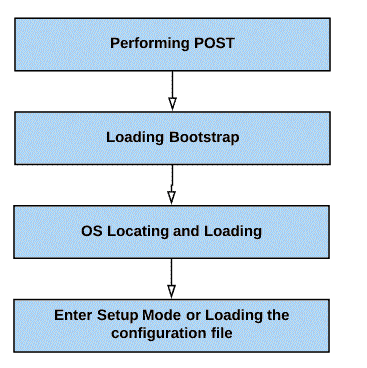 Performing POST
Loading Bootstrap
OS Locating and Loading
Enter Setup Mode or Loading the
configuration file